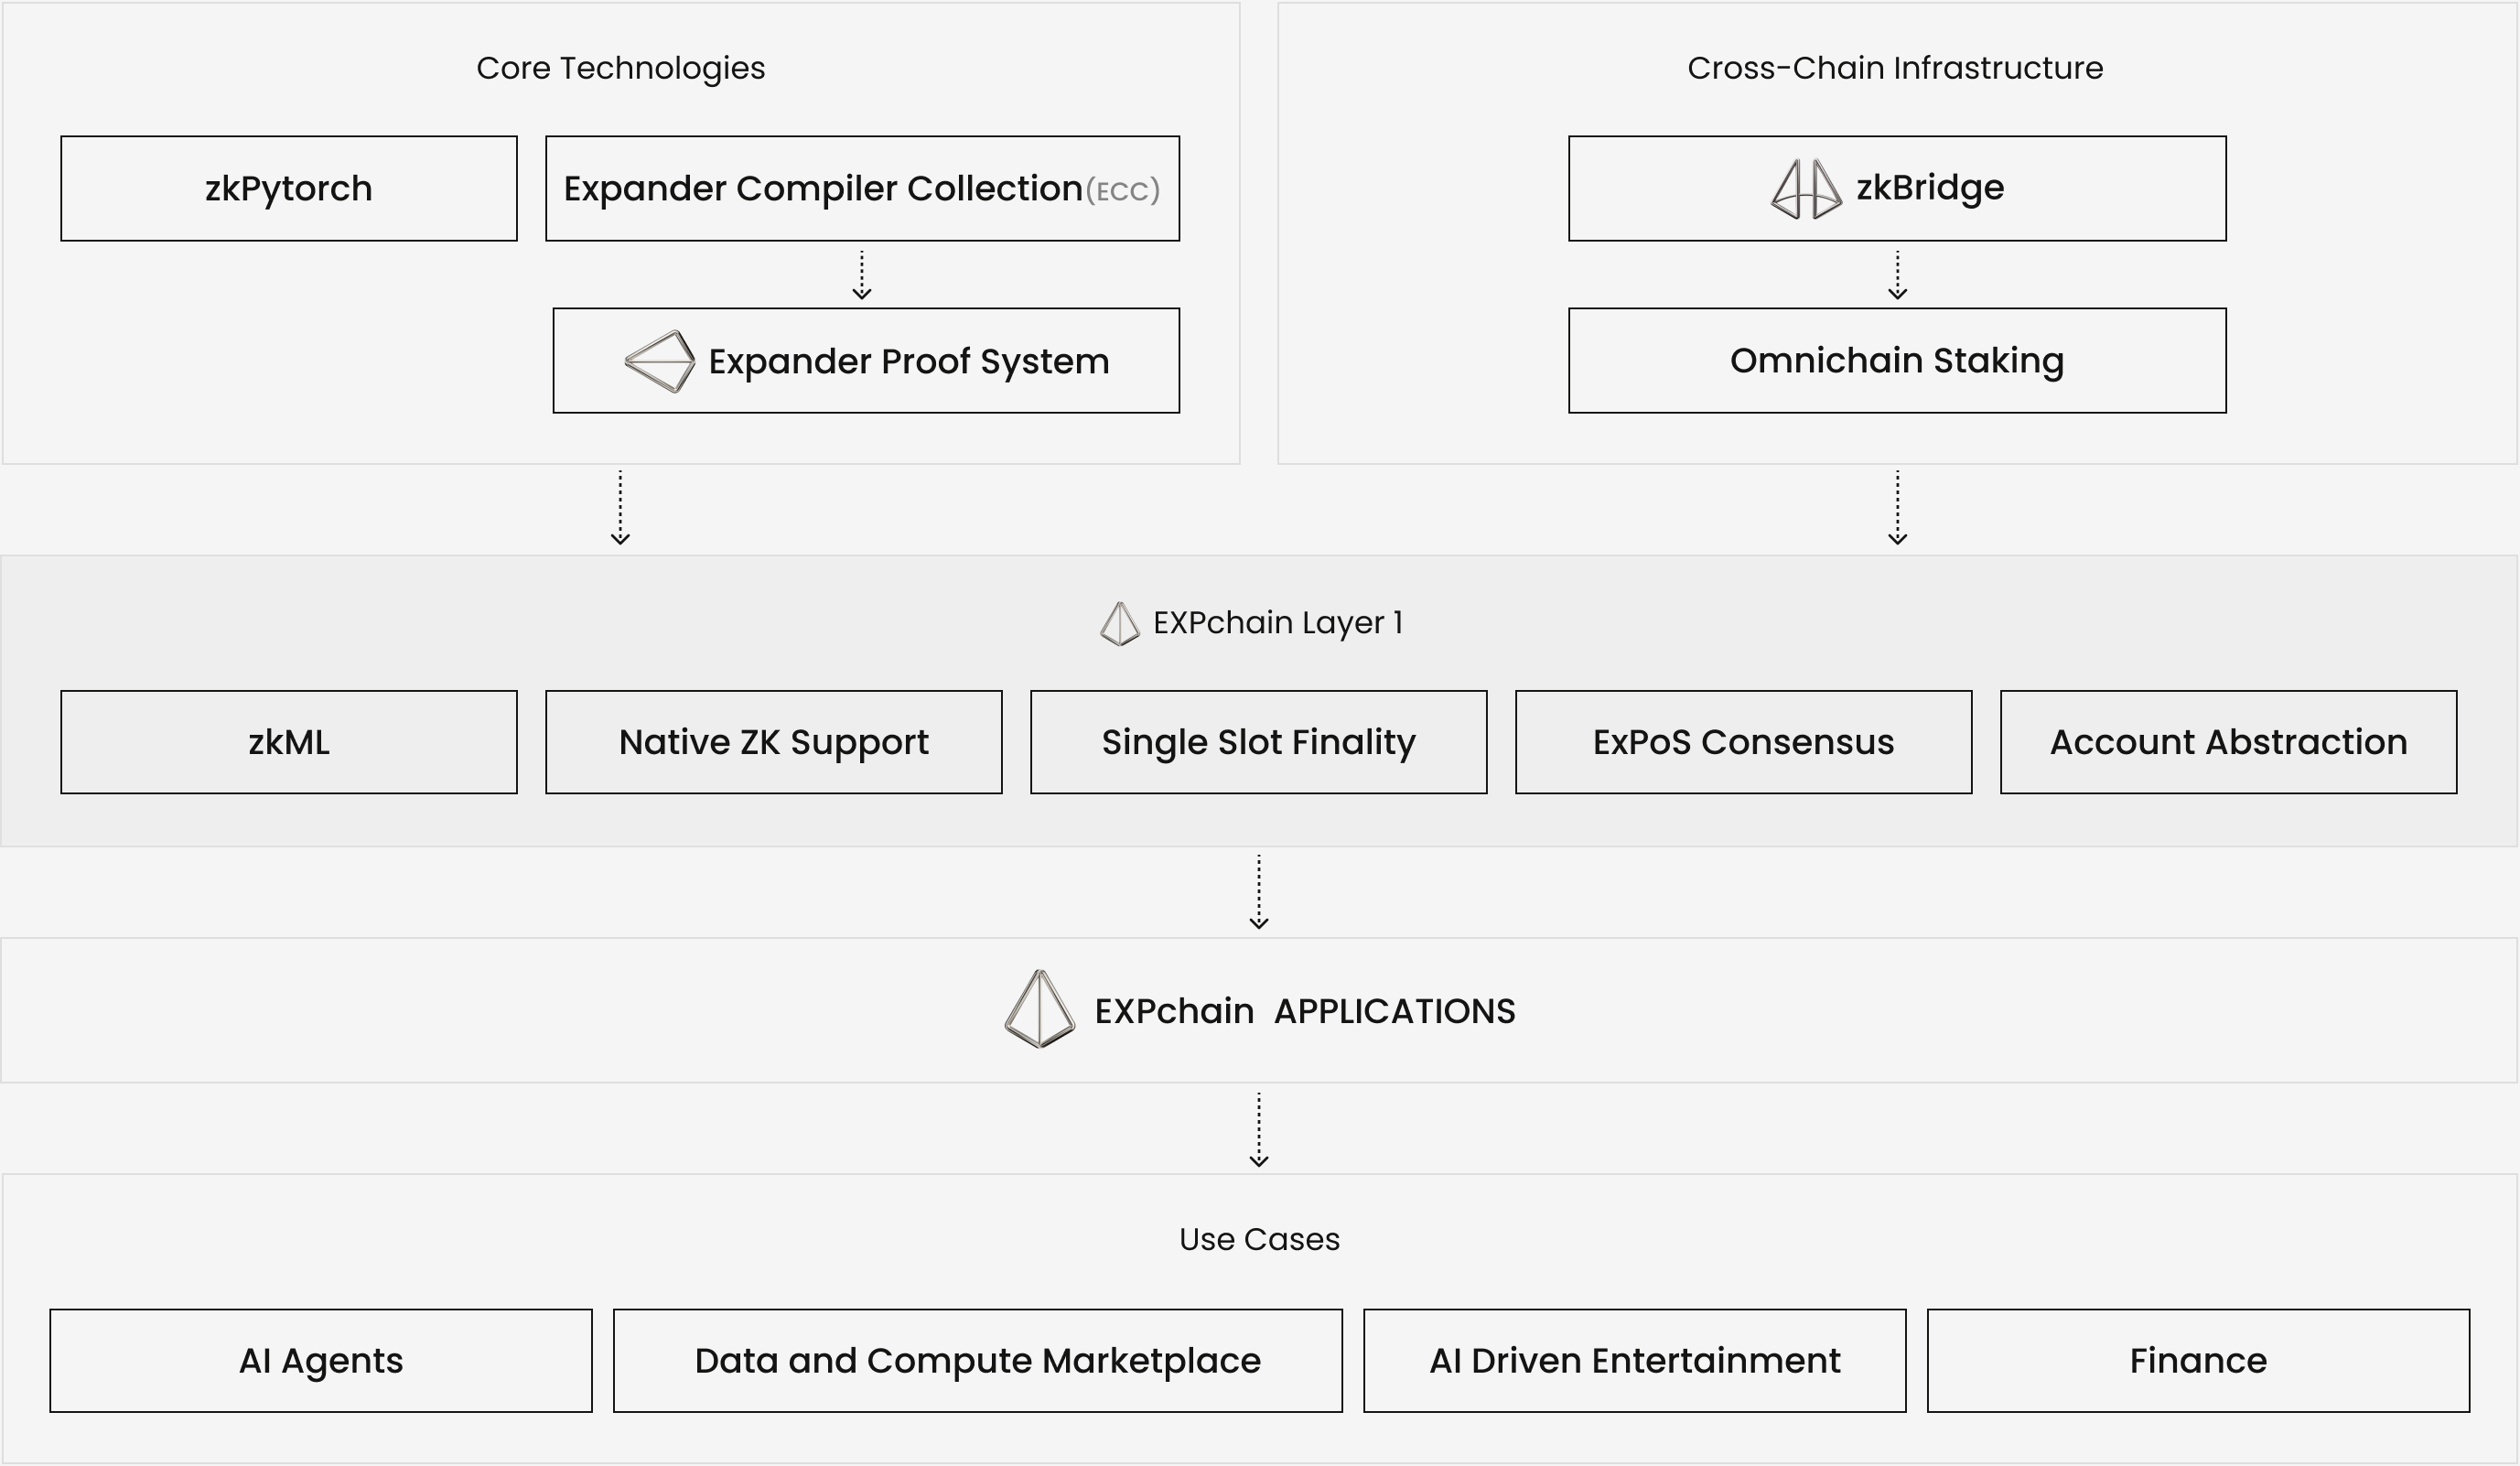 Core Technologies
zkPytorch
Expander Compiler Collection(ECC)
Expander Proof System
Cross-Chain Infrastructure
zkBridge
Omnichain Staking
EXPchain Layer 1
zkML
Native ZK Support
Single Slot Finality
ExPoS Consensus
Account Abstraction
EXPchain APPLICATIONS
Use Cases
AI Agents
Data and Compute Marketplace
AI Driven Entertainment
Finance